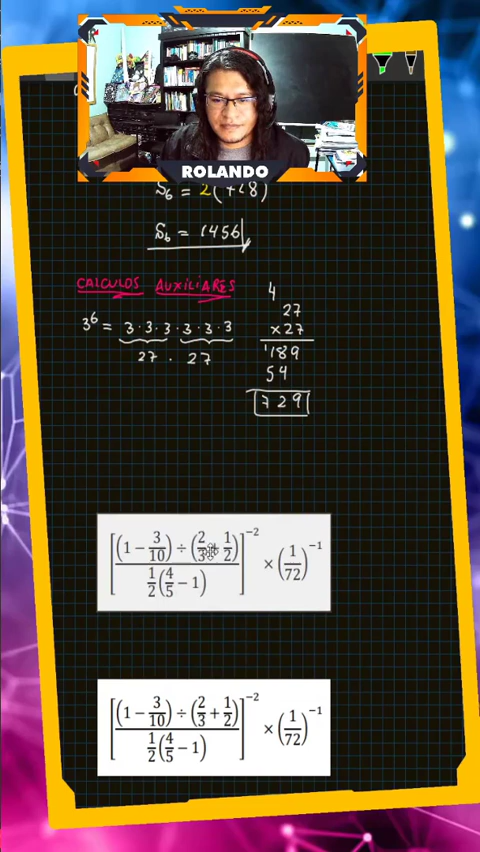 ROLANDO
S₆ = 2(728)
S₆ = 1456
CALCULOS AUXILIARES
3⁶ = 3·3·3·3·3·3
27 . 27
4
27
x27
189
54
729
[((1 − 3/10) ÷ (2/3 + 1/2)) / (1/2(4/5 − 1))]⁻² × (1/72)⁻¹
[((1 − 3/10) ÷ (2/3 + 1/2)) / (1/2(4/5 − 1))]⁻² × (1/72)⁻¹